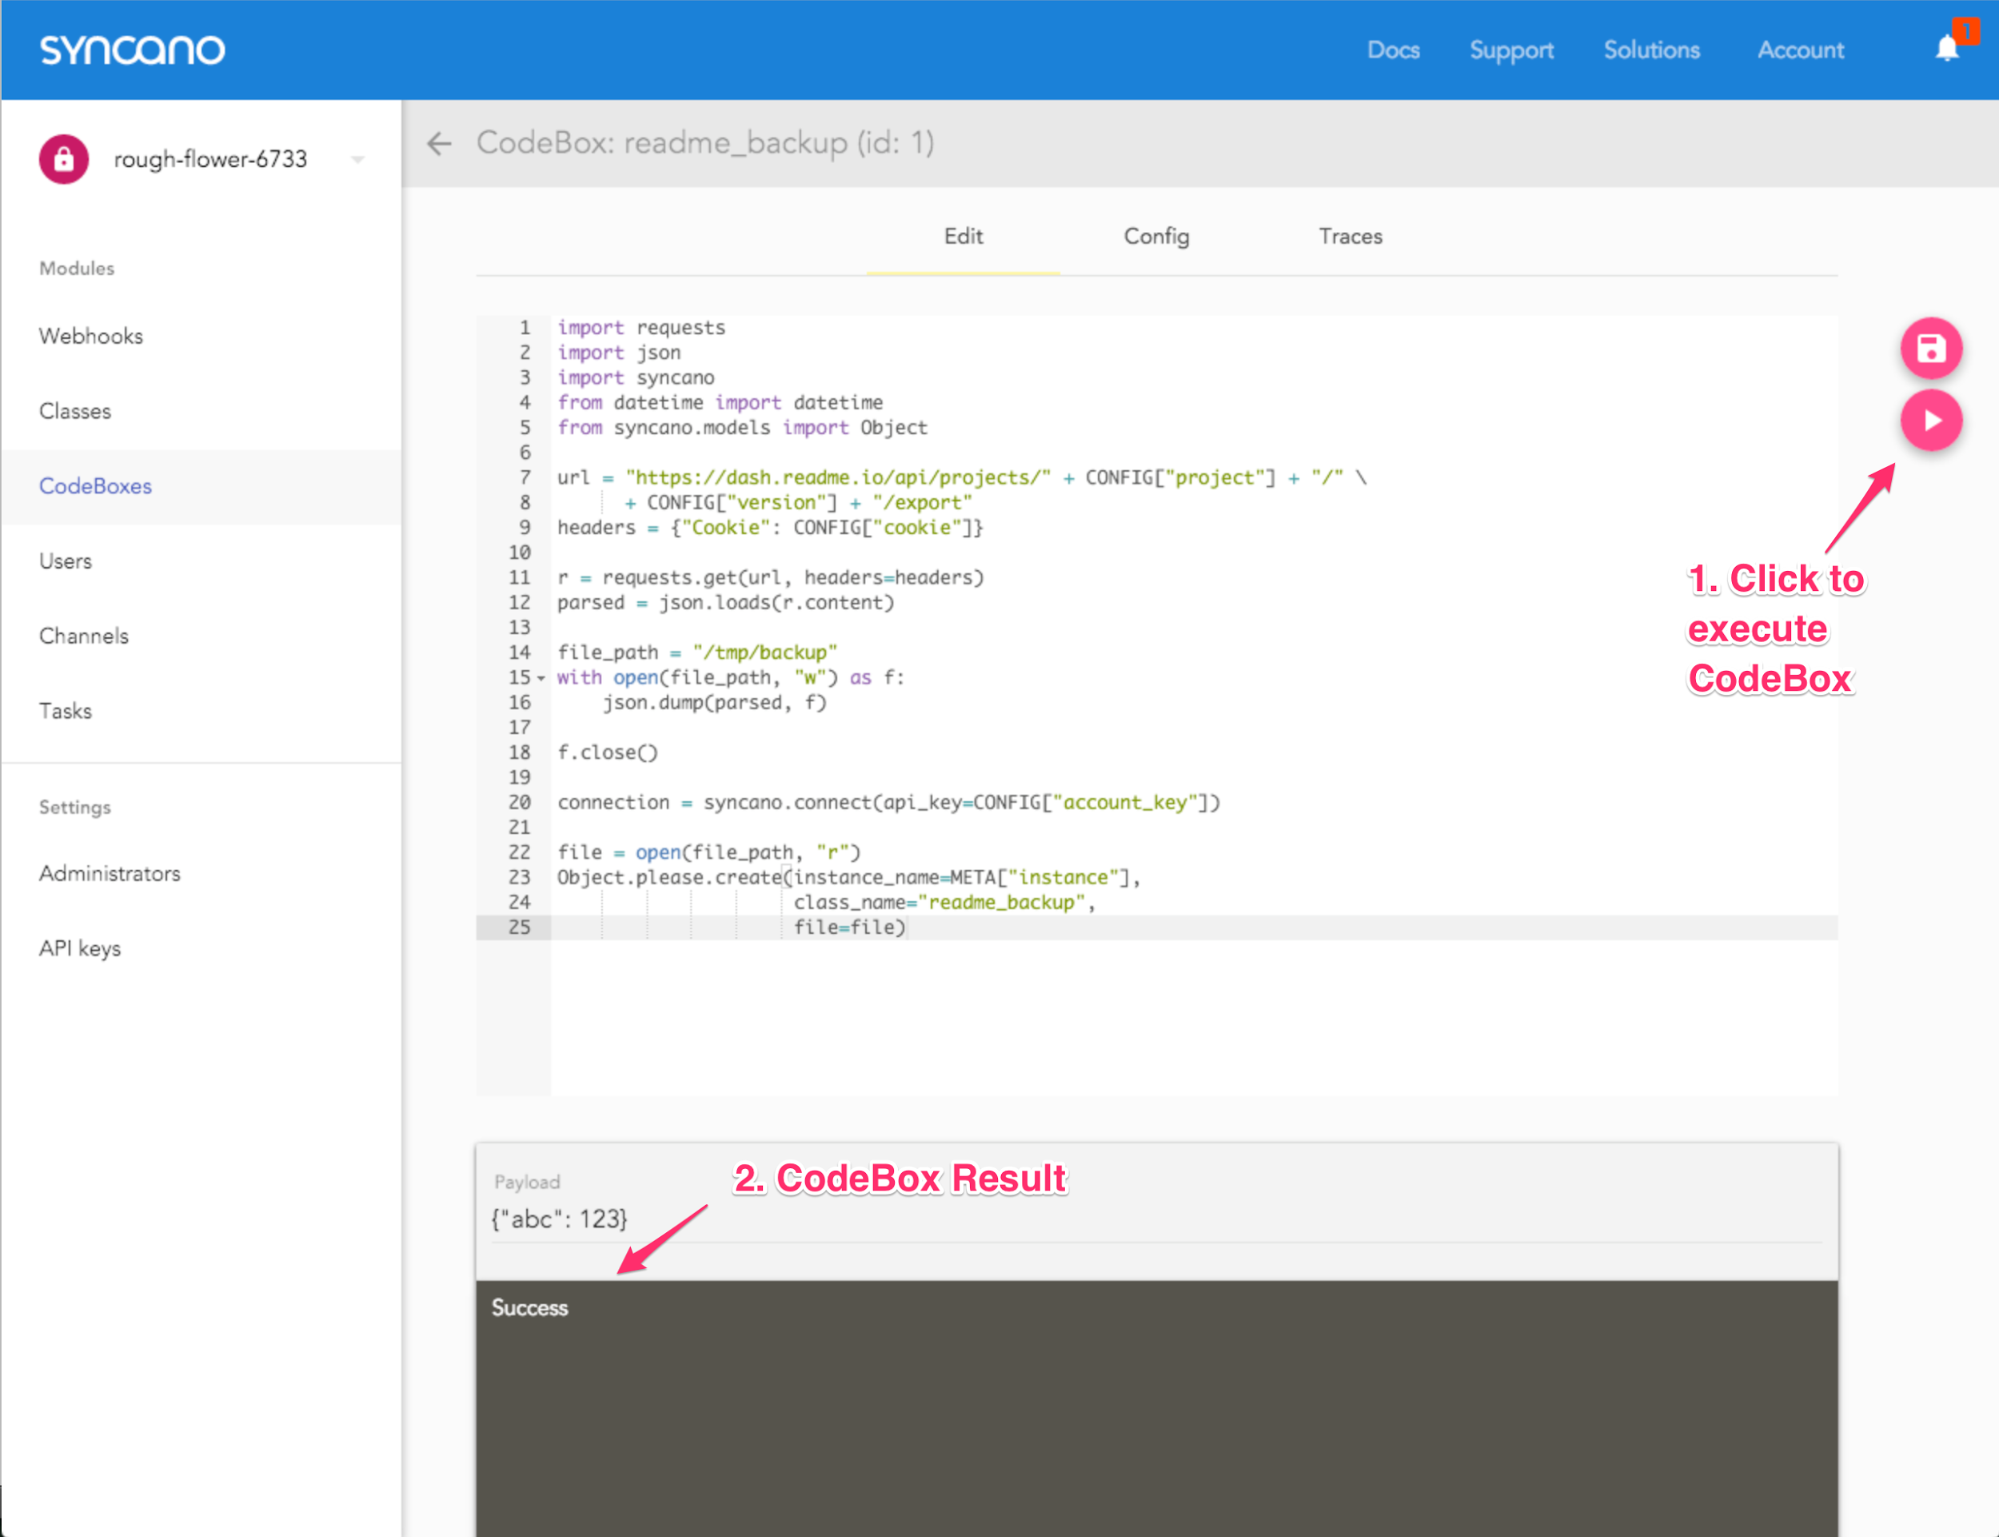 syncano
Docs Support Solutions Account 1
rough-flower-6733
CodeBox: readme_backup (id: 1)
Modules
Webhooks
Classes
CodeBoxes
Users
Channels
Tasks
Settings
Administrators
API keys
Edit Config Traces
1 import requests
2 import json
3 import syncano
4 from datetime import datetime
5 from syncano.models import Object
6
7 url = "https://dash.readme.io/api/projects/" + CONFIG["project"] + "/" \
8       + CONFIG["version"] + "/export"
9 headers = {"Cookie": CONFIG["cookie"]}
10
11 r = requests.get(url, headers=headers)
12 parsed = json.loads(r.content)
13
14 file_path = "/tmp/backup"
15 with open(file_path, "w") as f:
16     json.dump(parsed, f)
17
18 f.close()
19
20 connection = syncano.connect(api_key=CONFIG["account_key"])
21
22 file = open(file_path, "r")
23 Object.please.create(instance_name=META["instance"],
24                      class_name="readme_backup",
25                      file=file)
1. Click to
execute
CodeBox
Payload
{"abc": 123}
2. CodeBox Result
Success